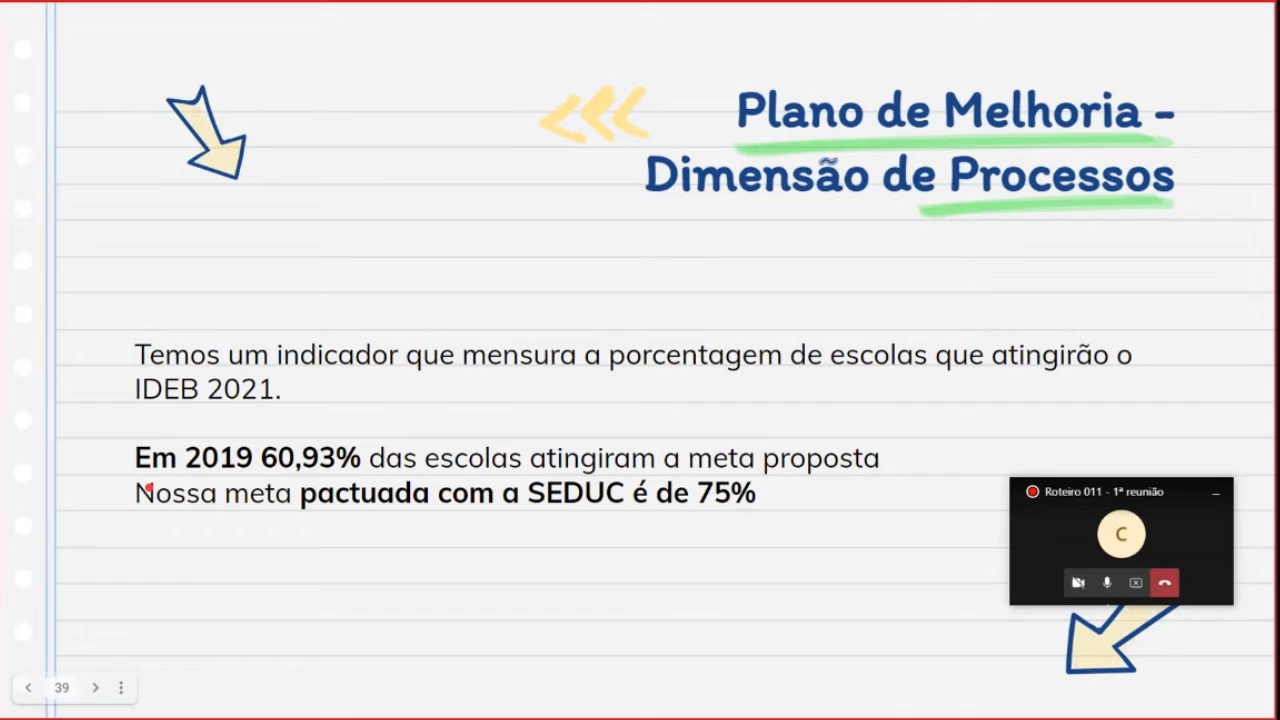 Plano de Melhoria -
Dimensão de Processos
Temos um indicador que mensura a porcentagem de escolas que atingirão o
IDEB 2021.
Em 2019 60,93% das escolas atingiram a meta proposta
Nossa meta pactuada com a SEDUC é de 75%
Roteiro 011 - 1ª reunião
C
39